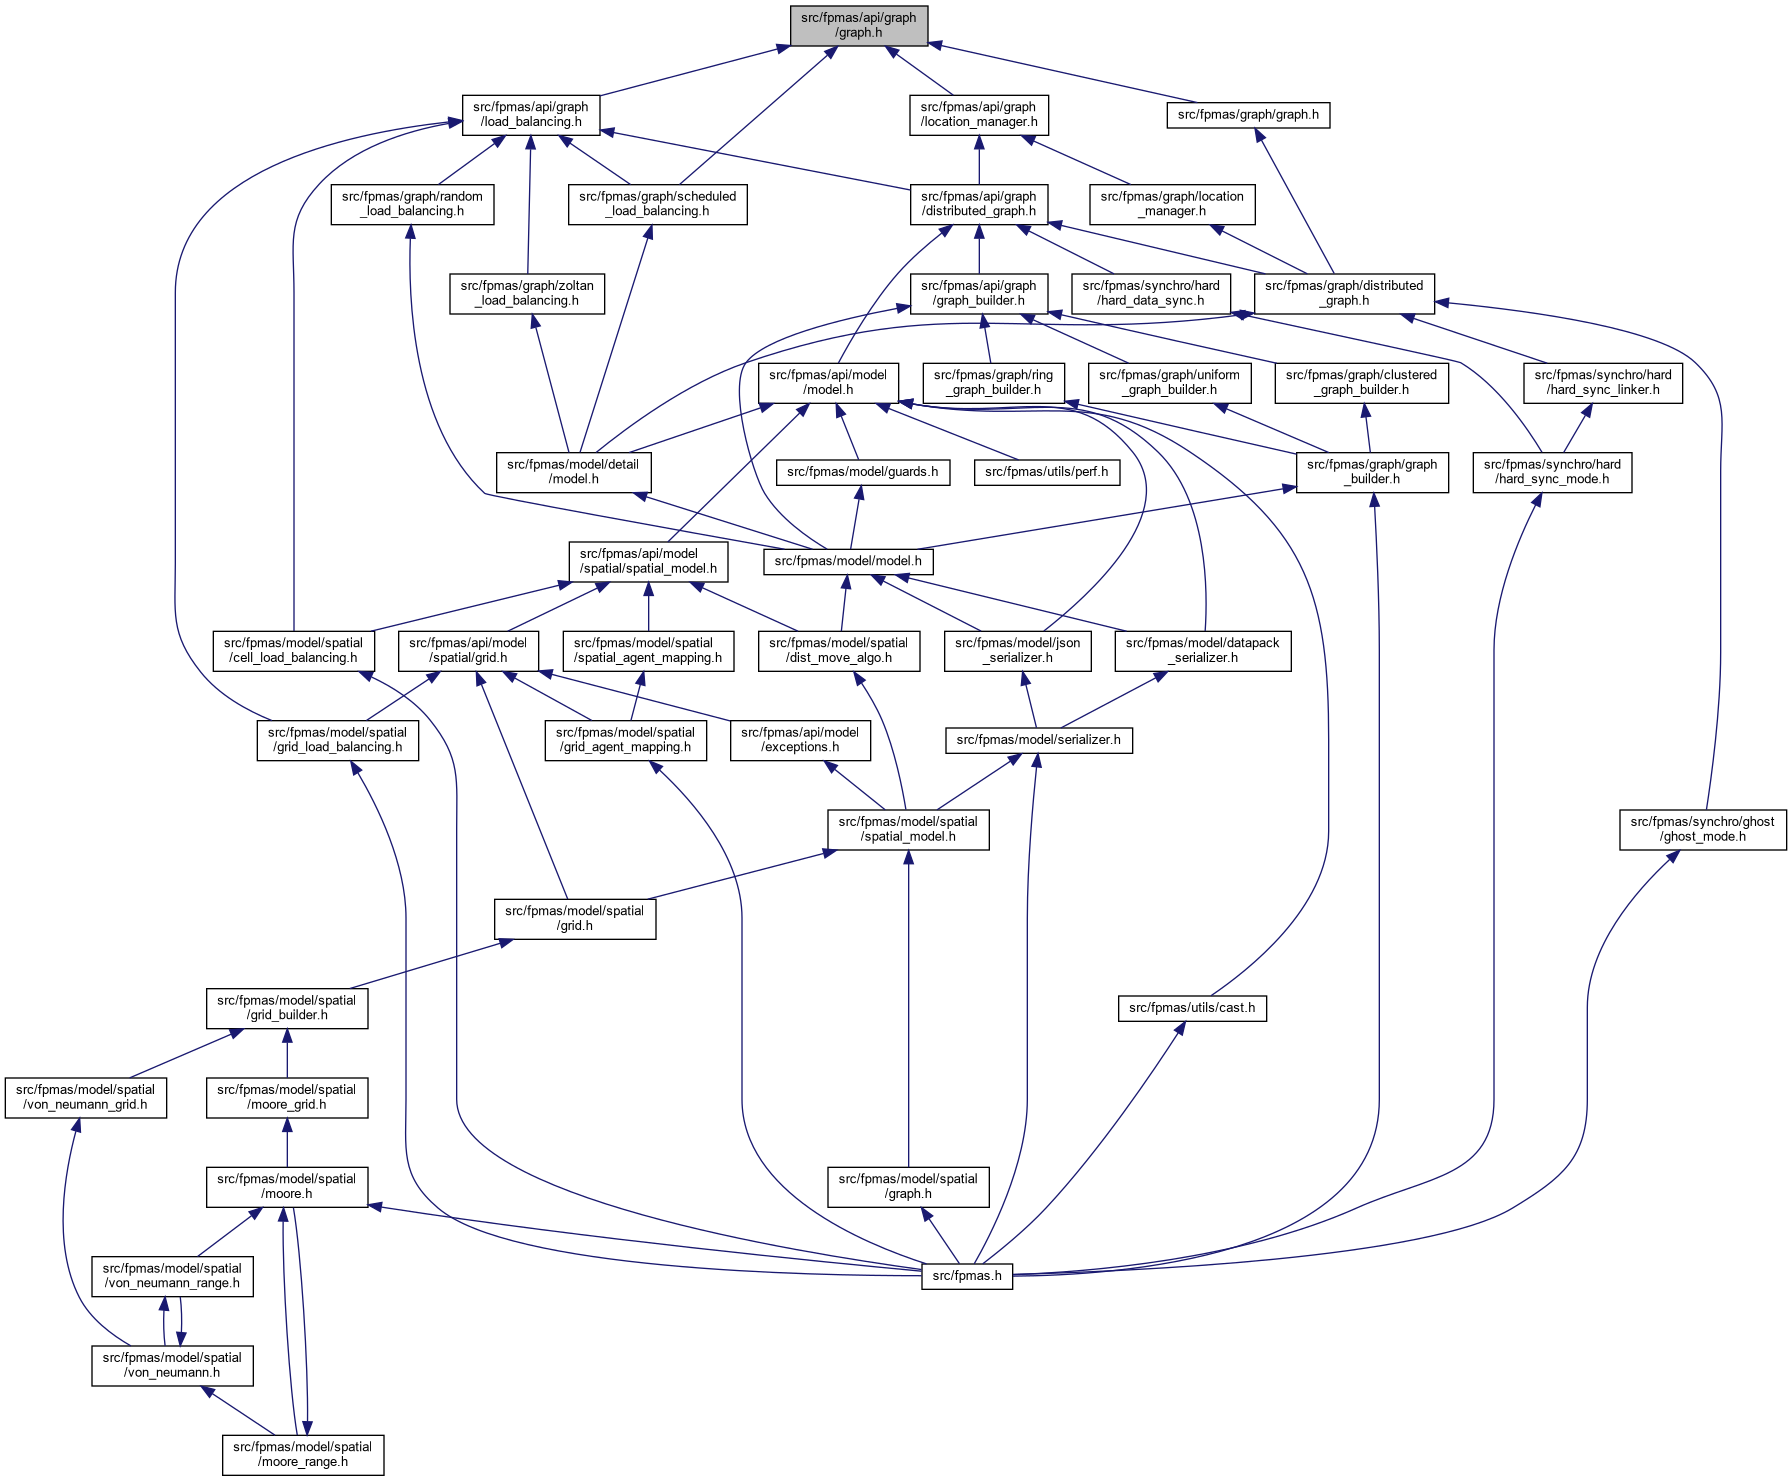 src/fpmas/api/graph
/graph.h
src/fpmas/api/graph
/load_balancing.h
src/fpmas/api/graph
/location_manager.h
src/fpmas/graph/graph.h
src/fpmas/graph/random
_load_balancing.h
src/fpmas/graph/scheduled
_load_balancing.h
src/fpmas/api/graph
/distributed_graph.h
src/fpmas/graph/location
_manager.h
src/fpmas/graph/zoltan
_load_balancing.h
src/fpmas/api/graph
/graph_builder.h
src/fpmas/synchro/hard
/hard_data_sync.h
src/fpmas/graph/distributed
_graph.h
src/fpmas/api/model
/model.h
src/fpmas/graph/ring
_graph_builder.h
src/fpmas/graph/uniform
_graph_builder.h
src/fpmas/graph/clustered
_graph_builder.h
src/fpmas/synchro/hard
/hard_sync_linker.h
src/fpmas/model/detail
/model.h
src/fpmas/model/guards.h
src/fpmas/utils/perf.h
src/fpmas/graph/graph
_builder.h
src/fpmas/synchro/hard
/hard_sync_mode.h
src/fpmas/api/model
/spatial/spatial_model.h
src/fpmas/model/model.h
src/fpmas/model/spatial
/cell_load_balancing.h
src/fpmas/api/model
/spatial/grid.h
src/fpmas/model/spatial
/spatial_agent_mapping.h
src/fpmas/model/spatial
/dist_move_algo.h
src/fpmas/model/json
_serializer.h
src/fpmas/model/datapack
_serializer.h
src/fpmas/model/spatial
/grid_load_balancing.h
src/fpmas/model/spatial
/grid_agent_mapping.h
src/fpmas/api/model
/exceptions.h
src/fpmas/model/serializer.h
src/fpmas/model/spatial
/spatial_model.h
src/fpmas/synchro/ghost
/ghost_mode.h
src/fpmas/model/spatial
/grid.h
src/fpmas/model/spatial
/grid_builder.h
src/fpmas/utils/cast.h
src/fpmas/model/spatial
/von_neumann_grid.h
src/fpmas/model/spatial
/moore_grid.h
src/fpmas/model/spatial
/moore.h
src/fpmas/model/spatial
/graph.h
src/fpmas/model/spatial
/von_neumann_range.h
src/fpmas.h
src/fpmas/model/spatial
/von_neumann.h
src/fpmas/model/spatial
/moore_range.h